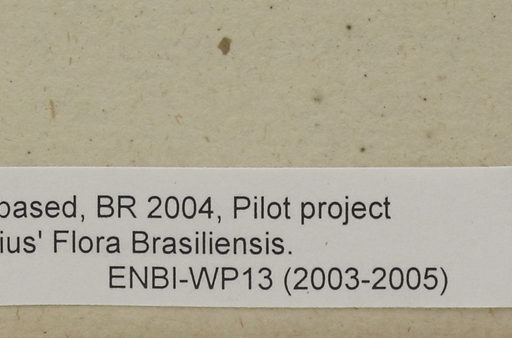 based, BR 2004, Pilot project
ius' Flora Brasiliensis.
ENBI-WP13 (2003-2005)